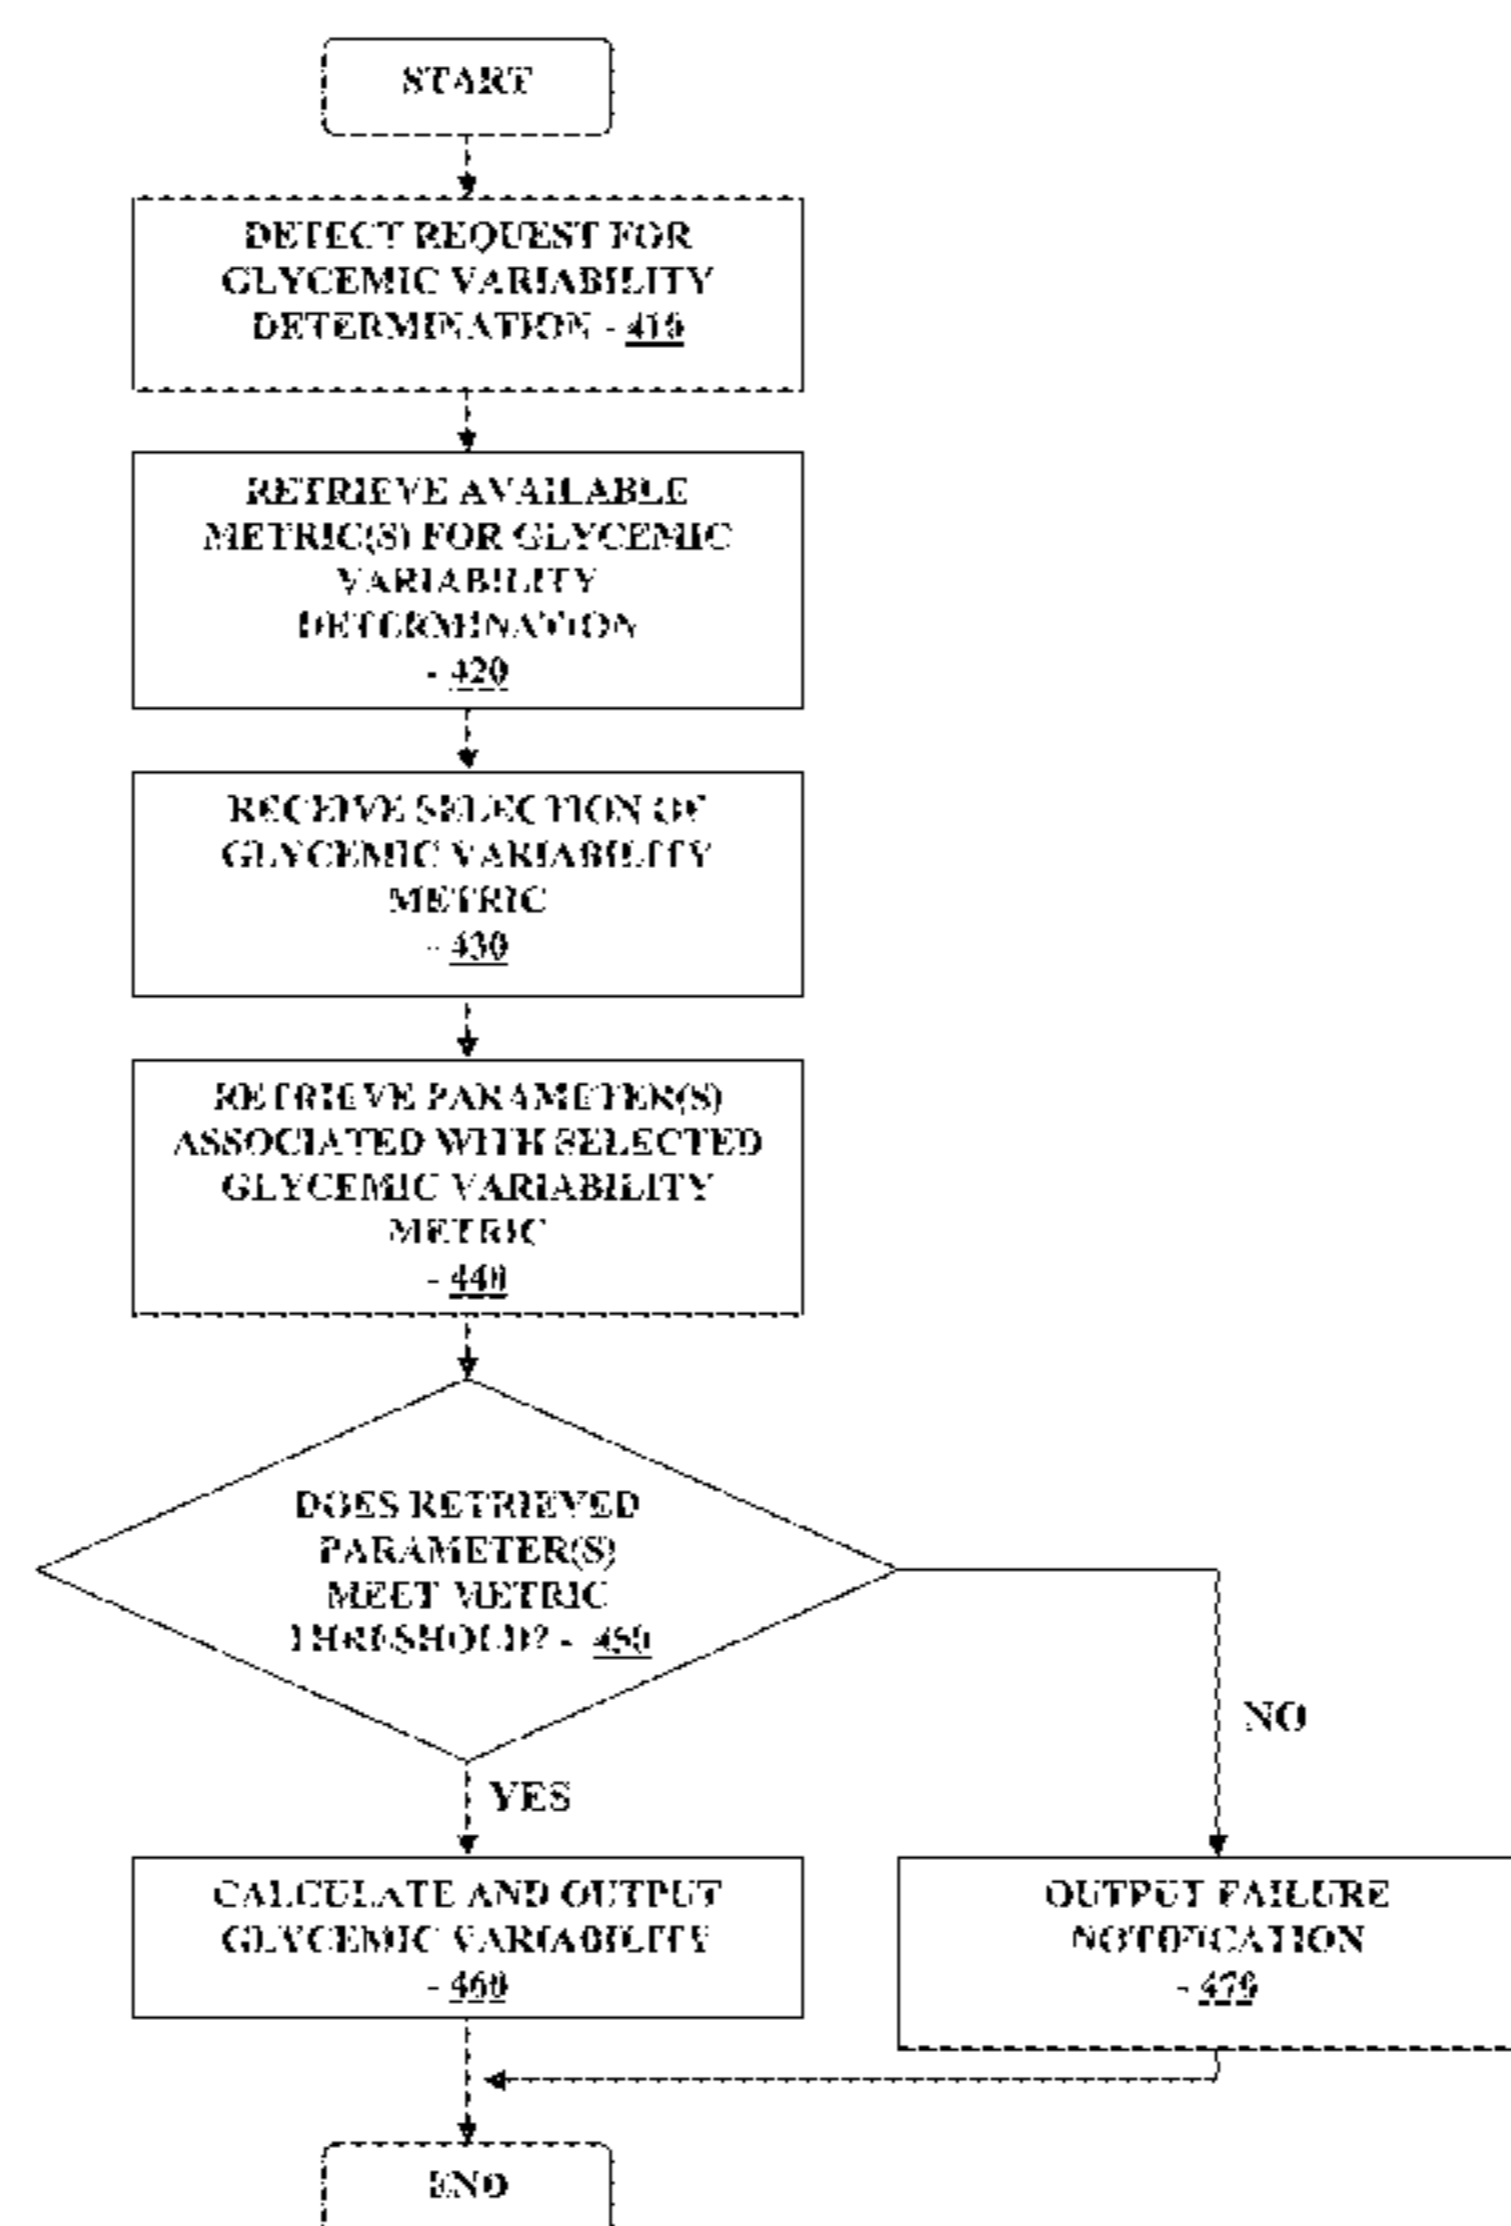 START
DETECT REQUEST FOR
GLYCEMIC VARIABILITY
DETERMINATION - 410
RETRIEVE AVAILABLE
METRIC(S) FOR GLYCEMIC
VARIABILITY
DETERMINATION
- 420
RECEIVE SELECTION OF
GLYCEMIC VARIABILITY
METRIC
- 430
RETRIEVE PARAMETER(S)
ASSOCIATED WITH SELECTED
GLYCEMIC VARIABILITY
METRIC
- 440
DOES RETRIEVED
PARAMETER(S)
MEET METRIC
THRESHOLD? - 450
NO
YES
CALCULATE AND OUTPUT
GLYCEMIC VARIABILITY
- 460
OUTPUT FAILURE
NOTIFICATION
- 470
END